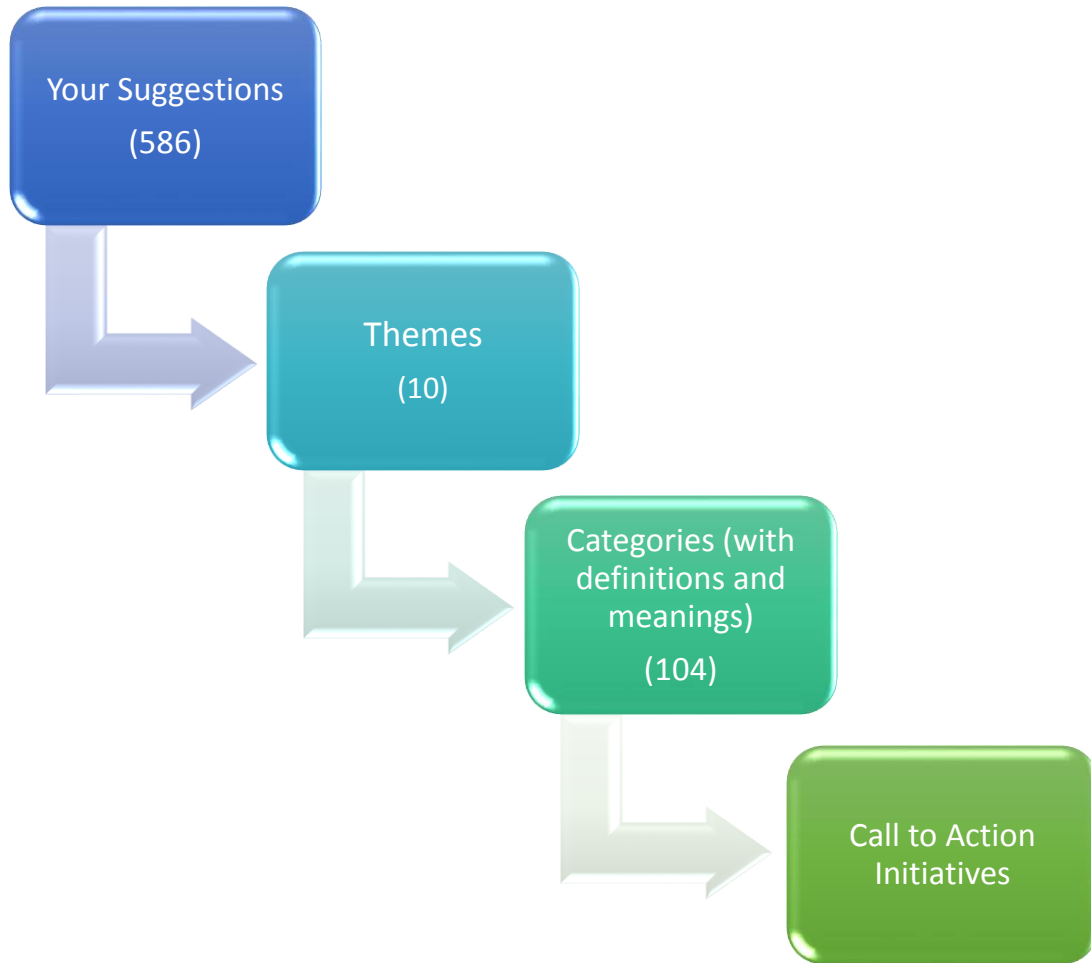 Your Suggestions
(586)
Themes
(10)
Categories (with
definitions and
meanings)
(104)
Call to Action
Initiatives